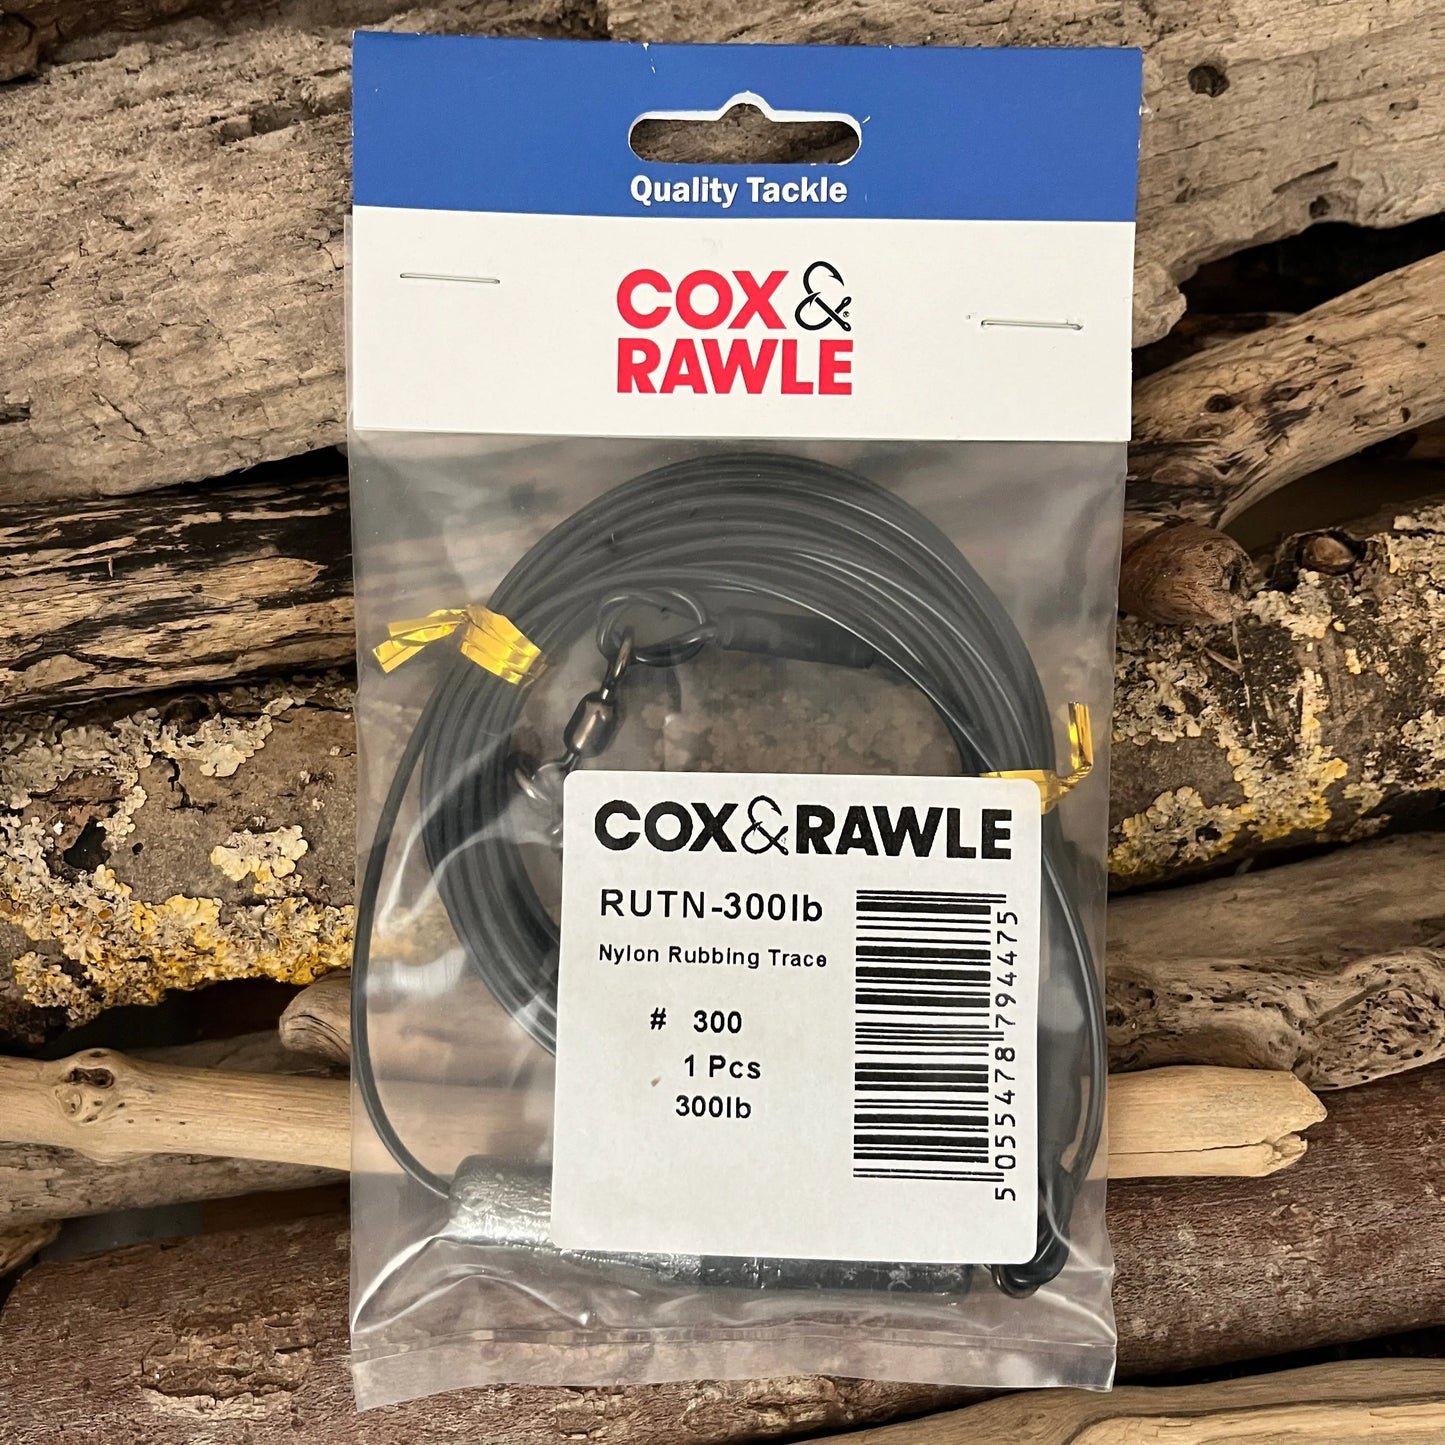 Quality Tackle
COX &
RAWLE
COX & RAWLE
RUTN-300lb
Nylon Rubbing Trace
# 300
1 Pcs
300lb
5 055478 794475